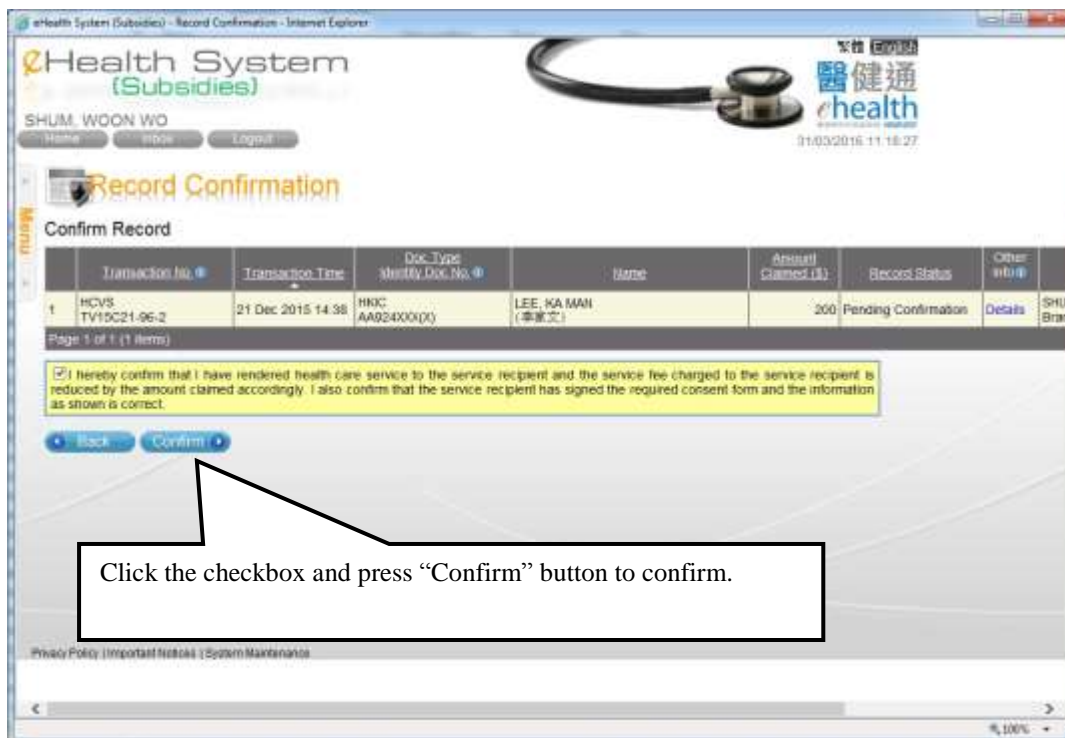 eHealth System (Subsidies) - Record Confirmation - Internet Explorer
eHealth System
(Subsidies)
繁體 English
醫健通
ehealth
SHUM, WOON WO
Home Inbox Logout
31/03/2016 11:18:27
Record Confirmation
Menu
Confirm Record
Transaction No. Transaction Time Doc Type Identity Doc No. Name Amount Claimed ($) Record Status Other Info
1 HCVS 21 Dec 2015 14:38 HKIC LEE, KA MAN 200 Pending Confirmation Details SHU
TV15C21-96-2 AA924XXX(X) (李家文) Bran
Page 1 of 1 (1 items)
I hereby confirm that I have rendered health care service to the service recipient and the service fee charged to the service recipient is
reduced by the amount claimed accordingly. I also confirm that the service recipient has signed the required consent form and the information
as shown is correct.
Back Confirm
Click the checkbox and press “Confirm” button to confirm.
Privacy Policy | Important Notices | System Maintenance
100%